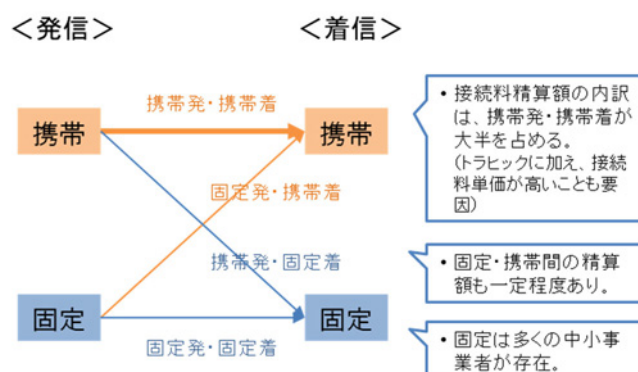 ＜発信＞
＜着信＞
携帯発・携帯着
携帯
携帯
固定発・携帯着
携帯発・固定着
固定
固定
固定発・固定着
・接続料精算額の内訳
は、携帯発・携帯着が
大半を占める。
(トラヒックに加え、接続
料単価が高いことも要
因)
・固定・携帯間の精算
額も一定程度あり。
・固定は多くの中小事
業者が存在。